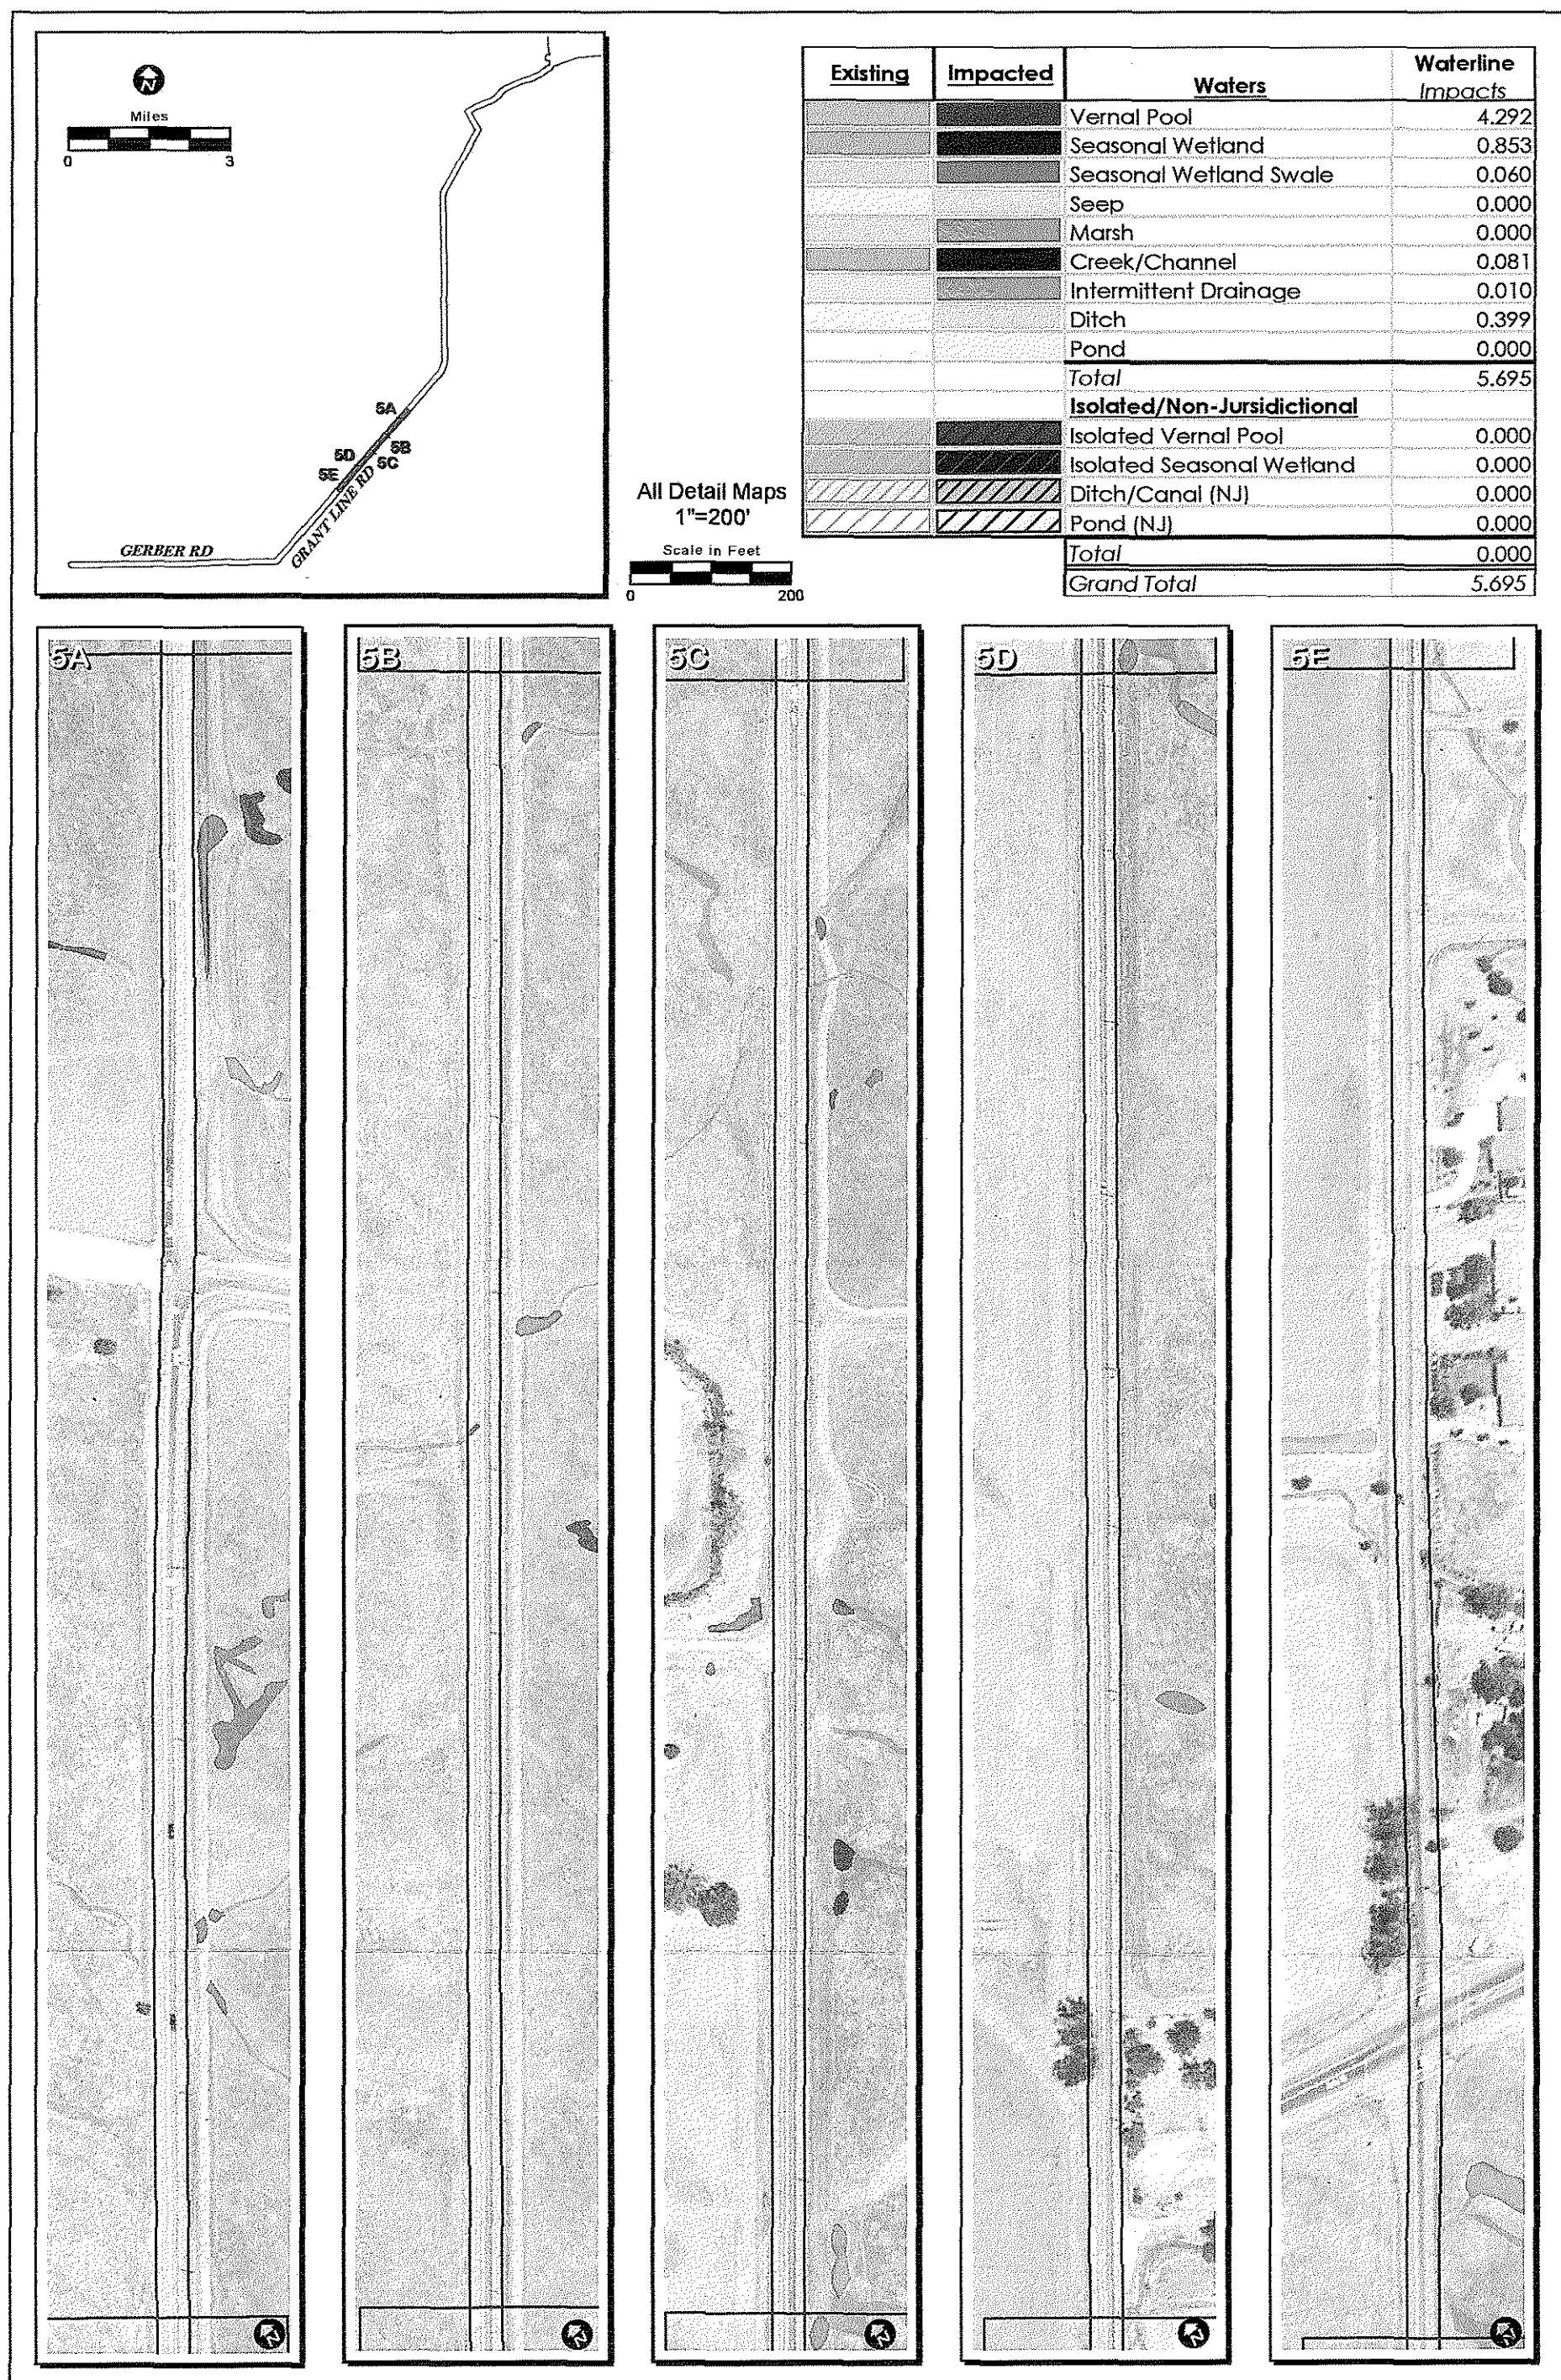 N
Miles
0 3
5A
5B
5D
5C
5E
GRANT LINE RD
GERBER RD
All Detail Maps
1"=200'
Scale in Feet
0 200
Existing Impacted Waters Waterline Impacts
Vernal Pool 4.292
Seasonal Wetland 0.853
Seasonal Wetland Swale 0.060
Seep 0.000
Marsh 0.000
Creek/Channel 0.081
Intermittent Drainage 0.010
Ditch 0.399
Pond 0.000
Total 5.695
Isolated/Non-Jursidictional
Isolated Vernal Pool 0.000
Isolated Seasonal Wetland 0.000
Ditch/Canal (NJ) 0.000
Pond (NJ) 0.000
Total 0.000
Grand Total 5.695
5A 5B 5C 5D 5E
N N N N N